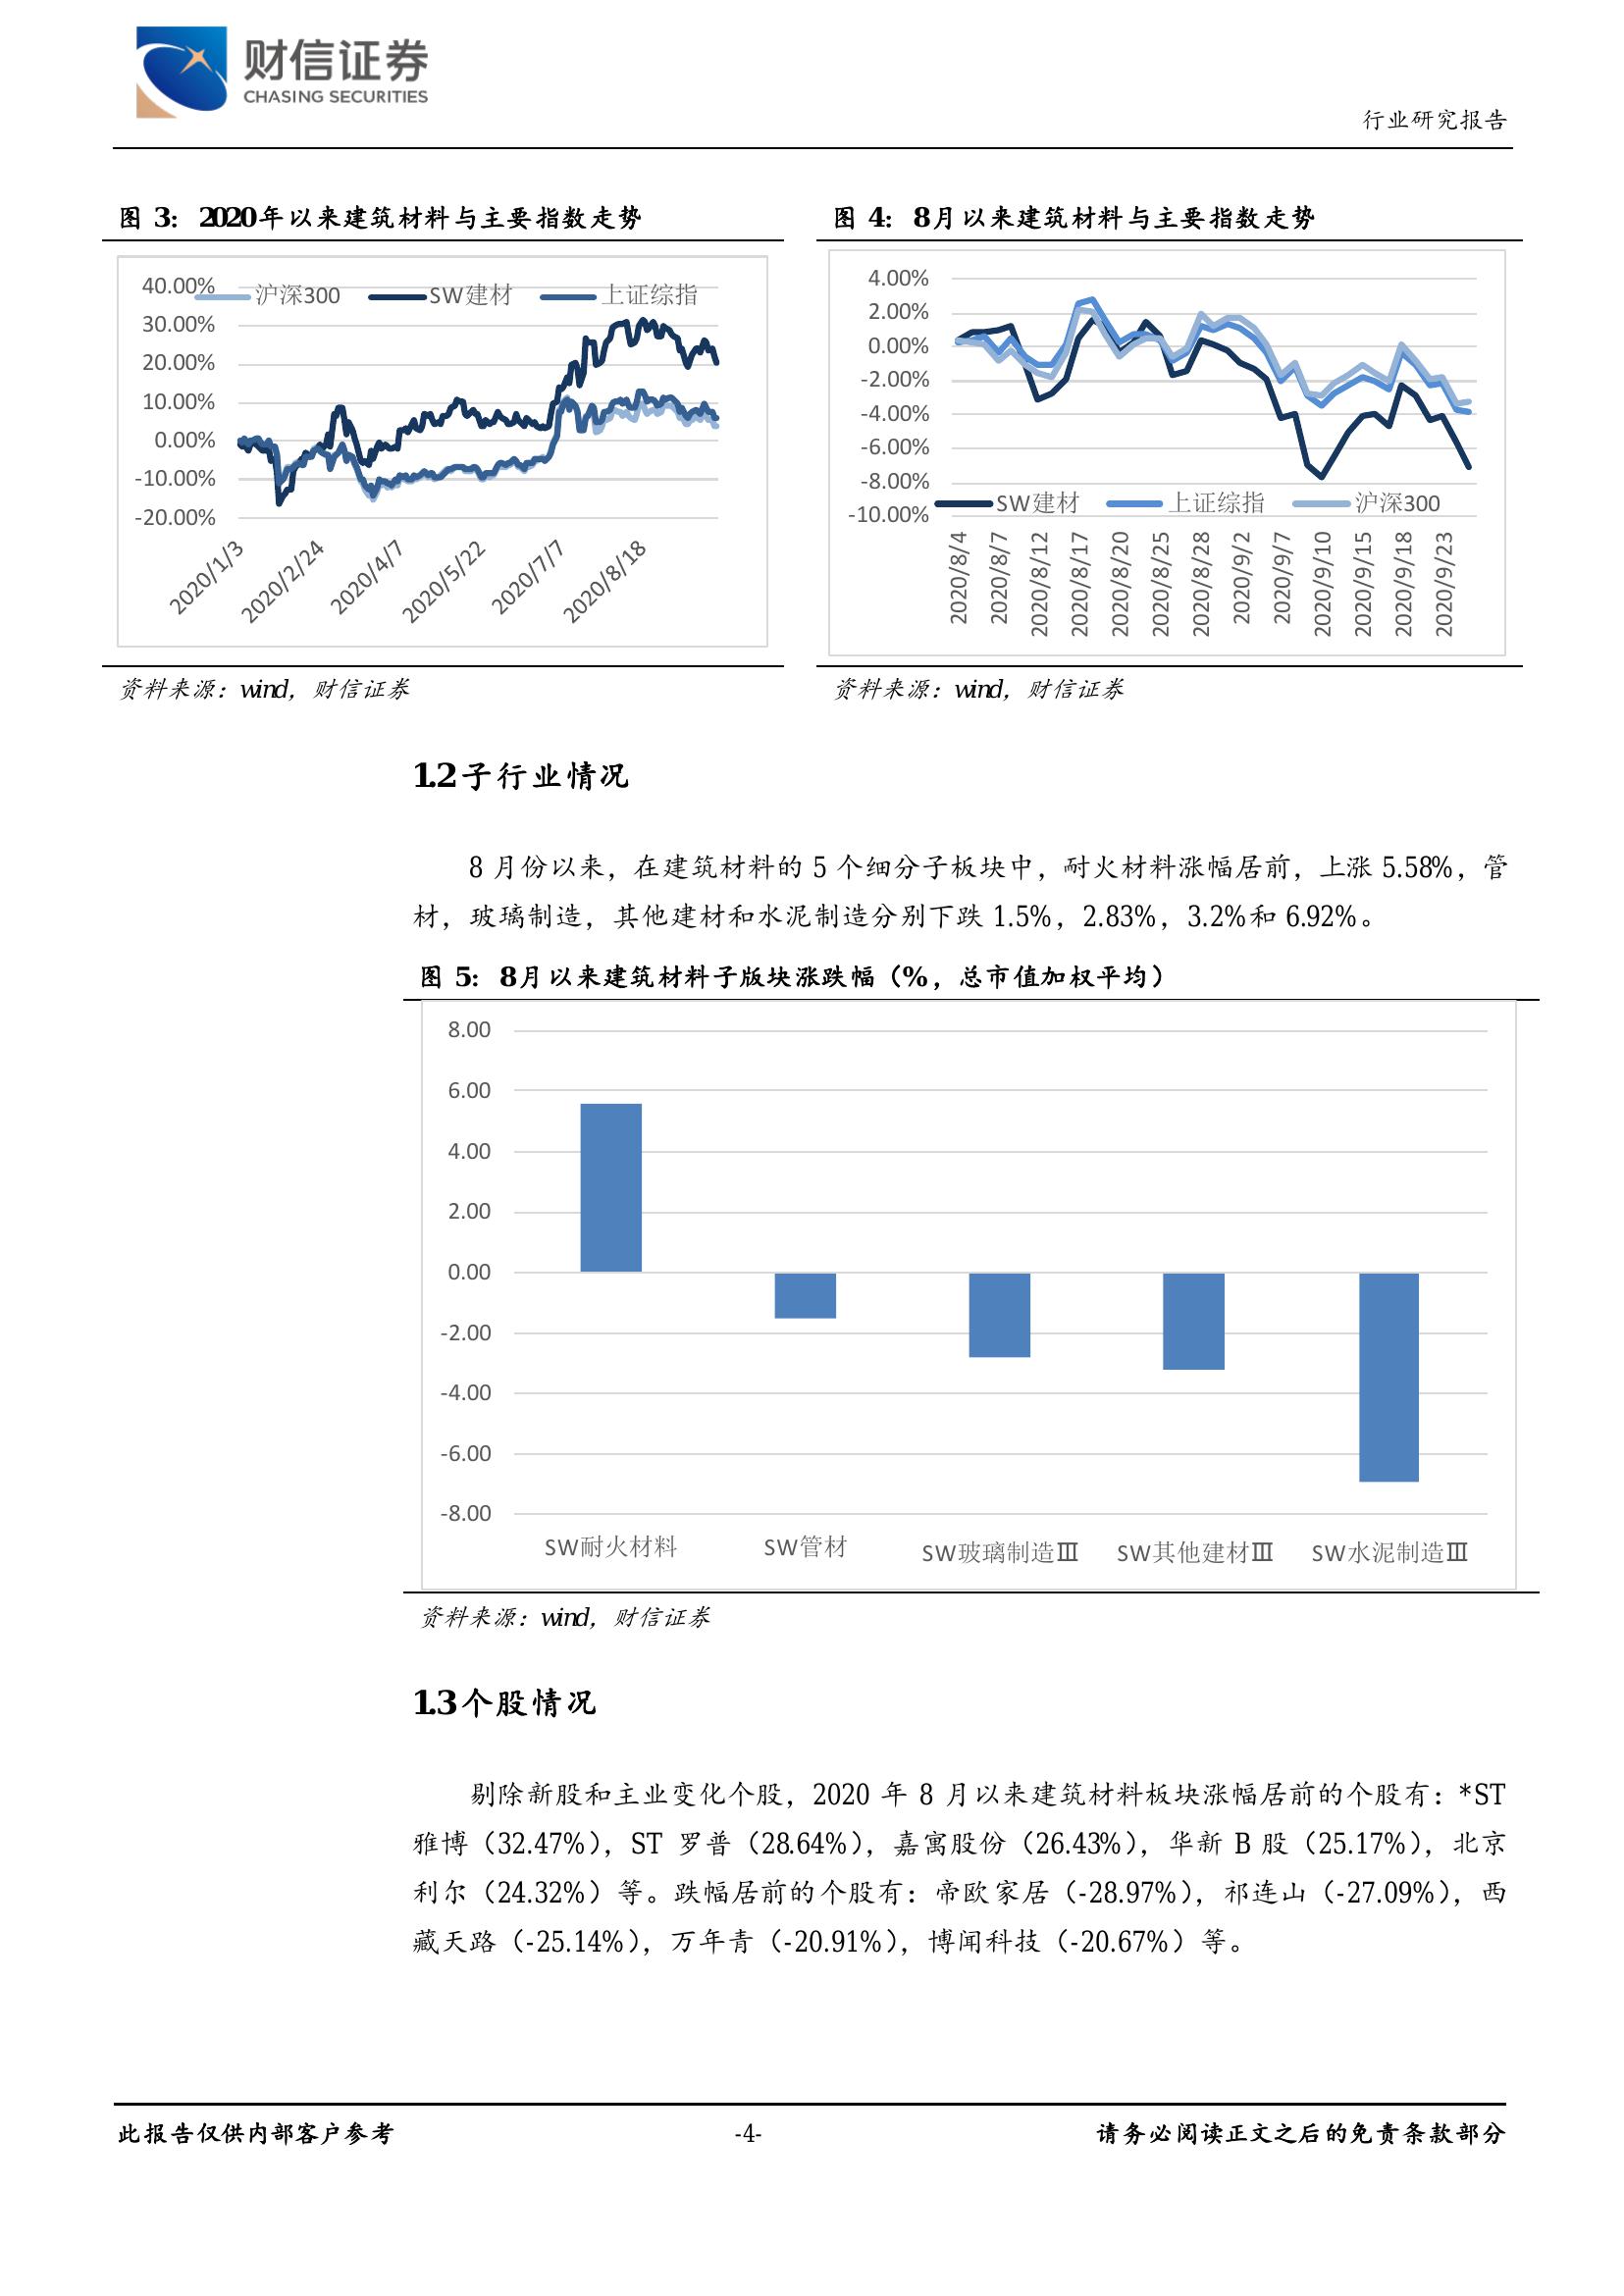 财信证券
CHASING SECURITIES
行业研究报告
图 3：2020年以来建筑材料与主要指数走势
40.00%
30.00%
20.00%
10.00%
0.00%
-10.00%
-20.00%
沪深300 SW建材 上证综指
2020/1/3 2020/2/24 2020/4/7 2020/5/22 2020/7/7 2020/8/18
资料来源：wind，财信证券
图 4：8月以来建筑材料与主要指数走势
4.00%
2.00%
0.00%
-2.00%
-4.00%
-6.00%
-8.00%
-10.00%
SW建材 上证综指 沪深300
2020/8/4 2020/8/7 2020/8/12 2020/8/17 2020/8/20 2020/8/25 2020/8/28 2020/9/2 2020/9/7 2020/9/10 2020/9/15 2020/9/18 2020/9/23
资料来源：wind，财信证券
1.2子行业情况
8 月份以来，在建筑材料的 5 个细分子板块中，耐火材料涨幅居前，上涨 5.58%，管
材，玻璃制造，其他建材和水泥制造分别下跌 1.5%，2.83%，3.2%和 6.92%。
图 5：8月以来建筑材料子版块涨跌幅（%，总市值加权平均）
8.00
6.00
4.00
2.00
0.00
-2.00
-4.00
-6.00
-8.00
SW耐火材料 SW管材 SW玻璃制造Ⅲ SW其他建材Ⅲ SW水泥制造Ⅲ
资料来源：wind，财信证券
1.3个股情况
剔除新股和主业变化个股，2020 年 8 月以来建筑材料板块涨幅居前的个股有：*ST
雅博（32.47%），ST 罗普（28.64%），嘉寓股份（26.43%），华新 B 股（25.17%），北京
利尔（24.32%）等。跌幅居前的个股有：帝欧家居（-28.97%），祁连山（-27.09%），西
藏天路（-25.14%），万年青（-20.91%），博闻科技（-20.67%）等。
此报告仅供内部客户参考 -4- 请务必阅读正文之后的免责条款部分